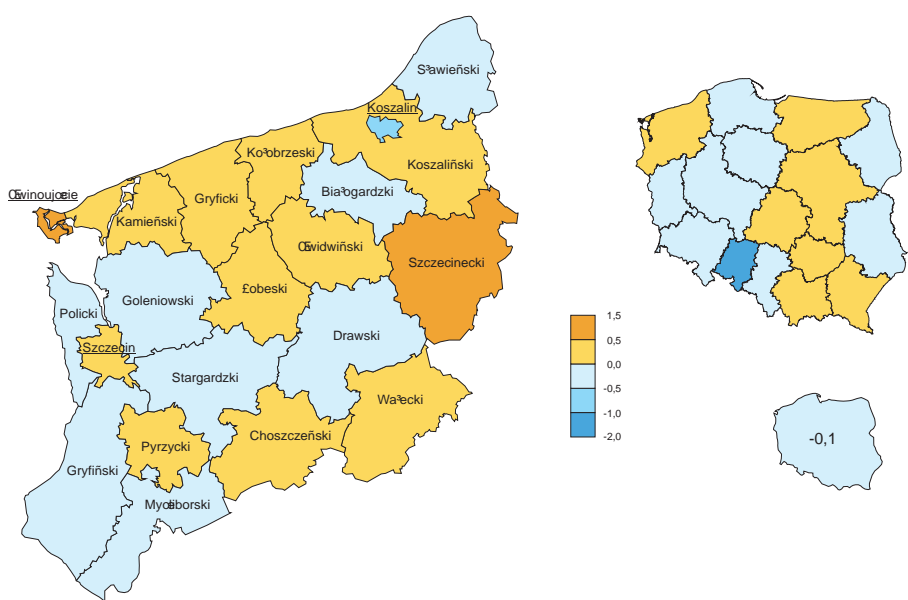 S³awieński
Koszalin
Ko³obrzeski
Koszaliński
Bia³ogardzki
Œwinoujœcie
Gryficki
Kamieński
Œwidwiński
Szczecinecki
£obeski
Goleniowski
Policki
Drawski
Szczecin
Stargardzki
Wa³ecki
Choszczeński
Pyrzycki
Gryfiński
Myœliborski
1,5
0,5
0,0
-0,5
-1,0
-2,0
-0,1